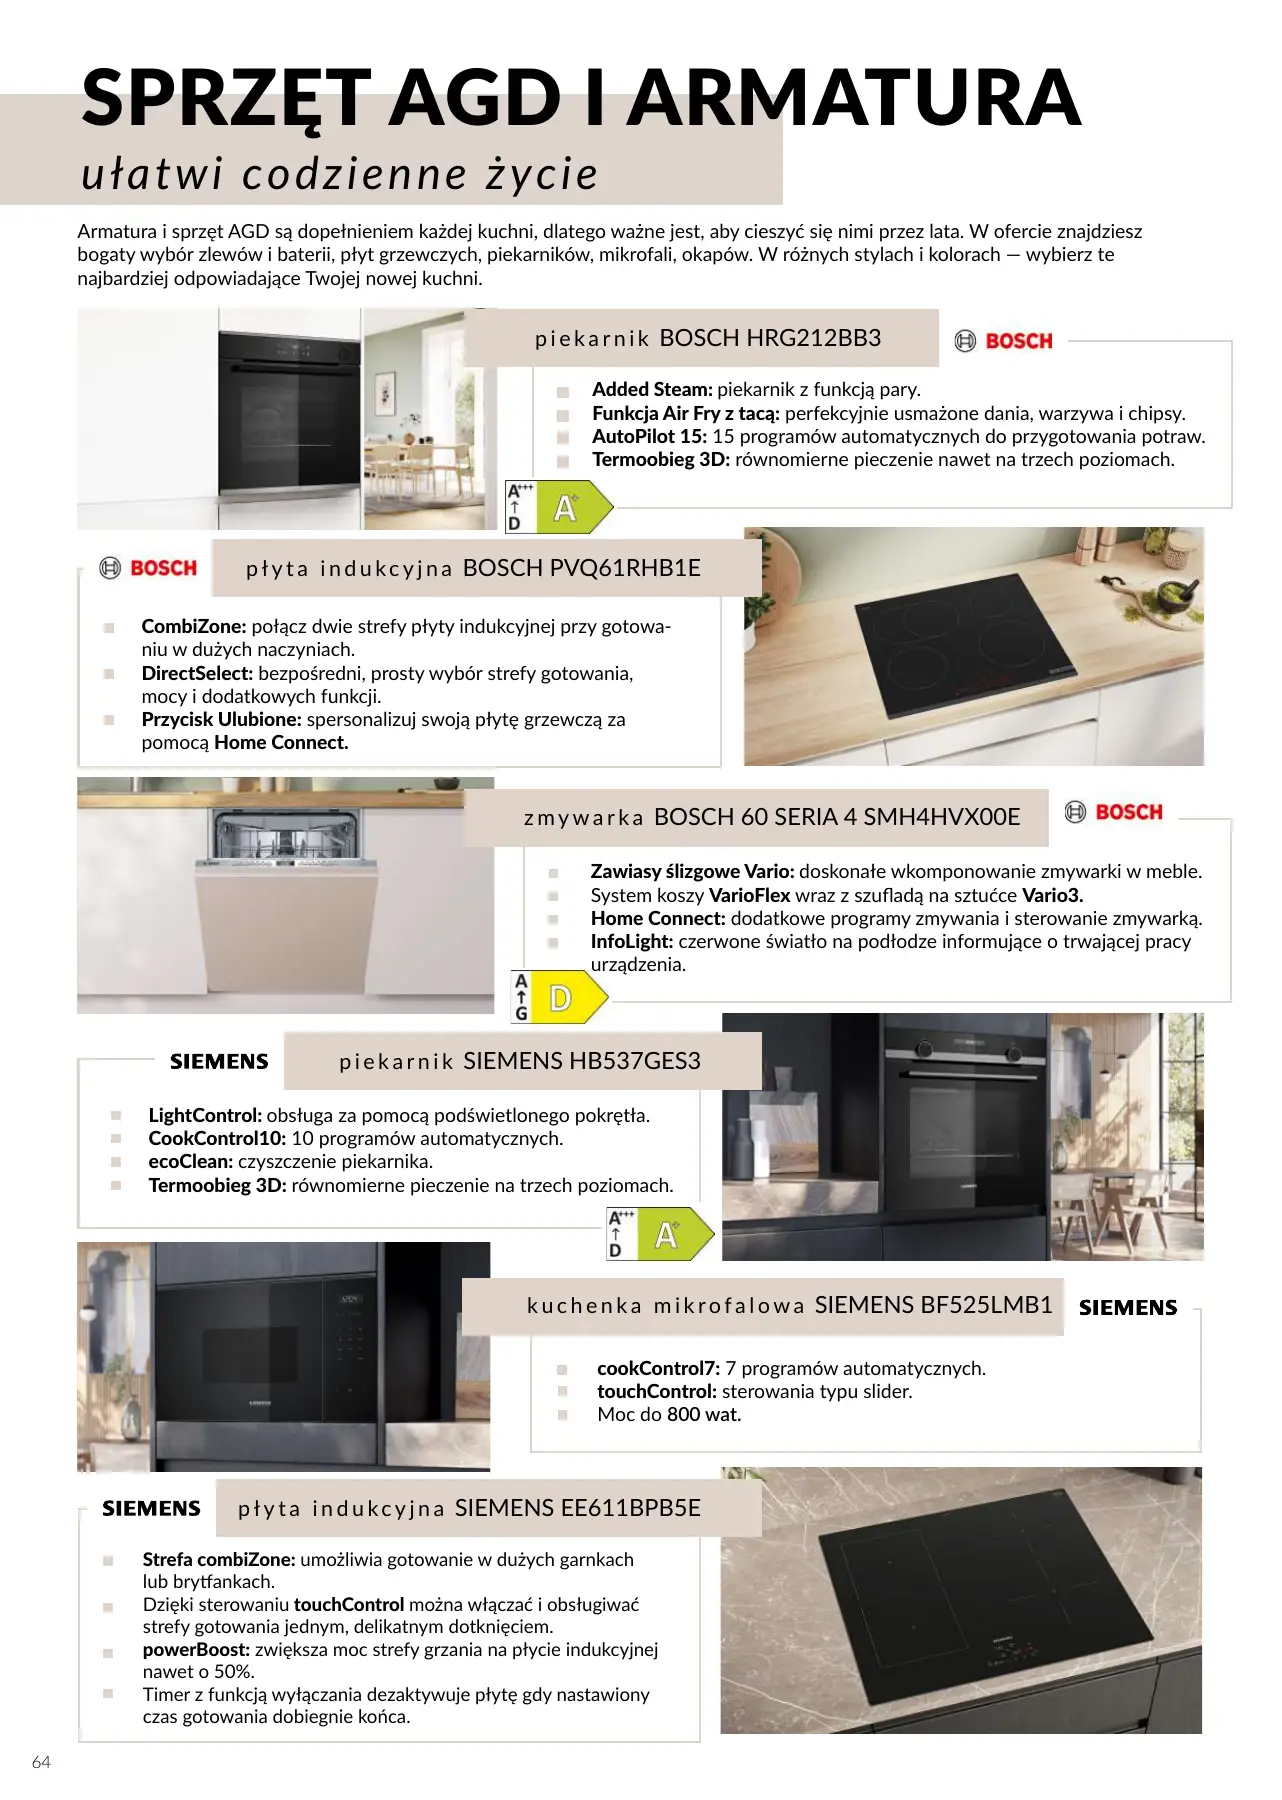 SPRZĘT AGD I ARMATURA
ułatwi codzienne życie
Armatura i sprzęt AGD są dopełnieniem każdej kuchni, dlatego ważne jest, aby cieszyć się nimi przez lata. W ofercie znajdziesz
bogaty wybór zlewów i baterii, płyt grzewczych, piekarników, mikrofali, okapów. W różnych stylach i kolorach — wybierz te
najbardziej odpowiadające Twojej nowej kuchni.
piekarnik BOSCH HRG212BB3
BOSCH
Added Steam: piekarnik z funkcją pary.
Funkcja Air Fry z tacą: perfekcyjnie usmażone dania, warzywa i chipsy.
AutoPilot 15: 15 programów automatycznych do przygotowania potraw.
Termoobieg 3D: równomierne pieczenie nawet na trzech poziomach.
A+++
↑
D
A+
BOSCH
płyta indukcyjna BOSCH PVQ61RHB1E
CombiZone: połącz dwie strefy płyty indukcyjnej przy gotowa-
niu w dużych naczyniach.
DirectSelect: bezpośredni, prosty wybór strefy gotowania,
mocy i dodatkowych funkcji.
Przycisk Ulubione: spersonalizuj swoją płytę grzewczą za
pomocą Home Connect.
zmywarka BOSCH 60 SERIA 4 SMH4HVX00E
BOSCH
Zawiasy ślizgowe Vario: doskonałe wkomponowanie zmywarki w meble.
System koszy VarioFlex wraz z szufladą na sztućce Vario3.
Home Connect: dodatkowe programy zmywania i sterowanie zmywarką.
InfoLight: czerwone światło na podłodze informujące o trwającej pracy
urządzenia.
A
↑
G
D
SIEMENS
piekarnik SIEMENS HB537GES3
LightControl: obsługa za pomocą podświetlonego pokrętła.
CookControl10: 10 programów automatycznych.
ecoClean: czyszczenie piekarnika.
Termoobieg 3D: równomierne pieczenie na trzech poziomach.
A+++
↑
D
A+
kuchenka mikrofalowa SIEMENS BF525LMB1
SIEMENS
cookControl7: 7 programów automatycznych.
touchControl: sterowania typu slider.
Moc do 800 wat.
SIEMENS
płyta indukcyjna SIEMENS EE611BPB5E
Strefa combiZone: umożliwia gotowanie w dużych garnkach
lub brytfankach.
Dzięki sterowaniu touchControl można włączać i obsługiwać
strefy gotowania jednym, delikatnym dotknięciem.
powerBoost: zwiększa moc strefy grzania na płycie indukcyjnej
nawet o 50%.
Timer z funkcją wyłączania dezaktywuje płytę gdy nastawiony
czas gotowania dobiegnie końca.
64